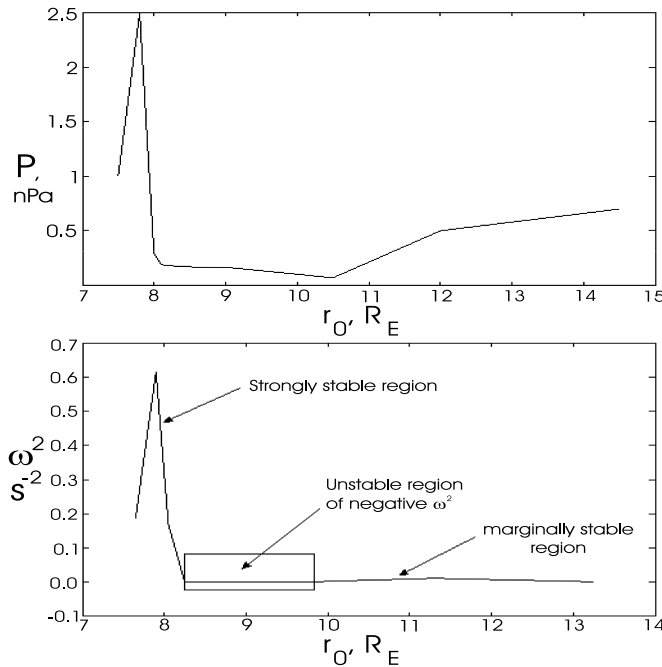 2.5
2
1.5
P,
nPa
1
0.5
7 8 9 10 11 12 13 14 15
r₀, R_E
0.7
0.6
0.5
0.4
0.3
0.2
0.1
0.0
-0.1
ω²
s⁻²
Strongly stable region
Unstable region
of negative ω²
marginally stable
region
7 8 9 10 11 12 13 14
r₀, R_E